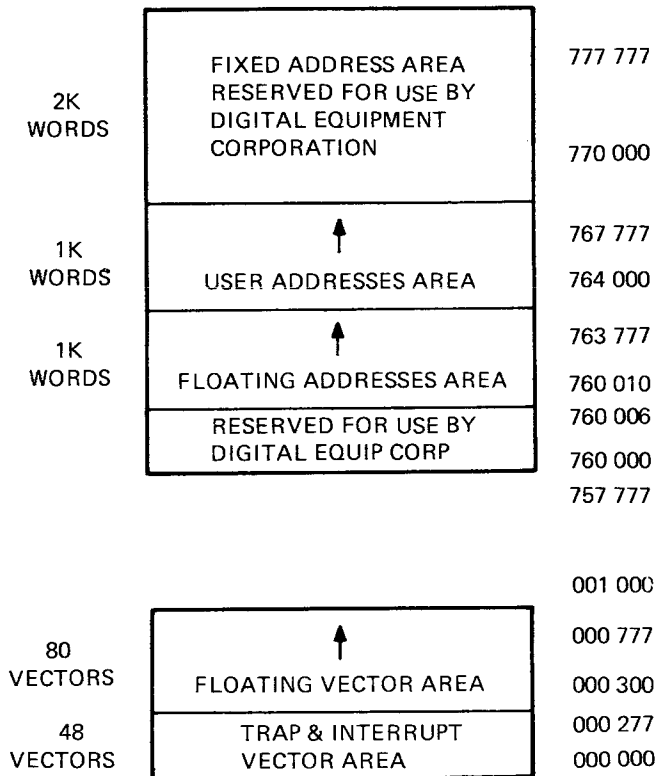 777 777
FIXED ADDRESS AREA
RESERVED FOR USE BY
DIGITAL EQUIPMENT
CORPORATION
2K
WORDS
770 000
767 777
1K
WORDS
USER ADDRESSES AREA
764 000
763 777
1K
WORDS
FLOATING ADDRESSES AREA
760 010
760 006
RESERVED FOR USE BY
DIGITAL EQUIP CORP
760 000
757 777
001 000
000 777
80
VECTORS
FLOATING VECTOR AREA
000 300
000 277
48
VECTORS
TRAP & INTERRUPT
VECTOR AREA
000 000